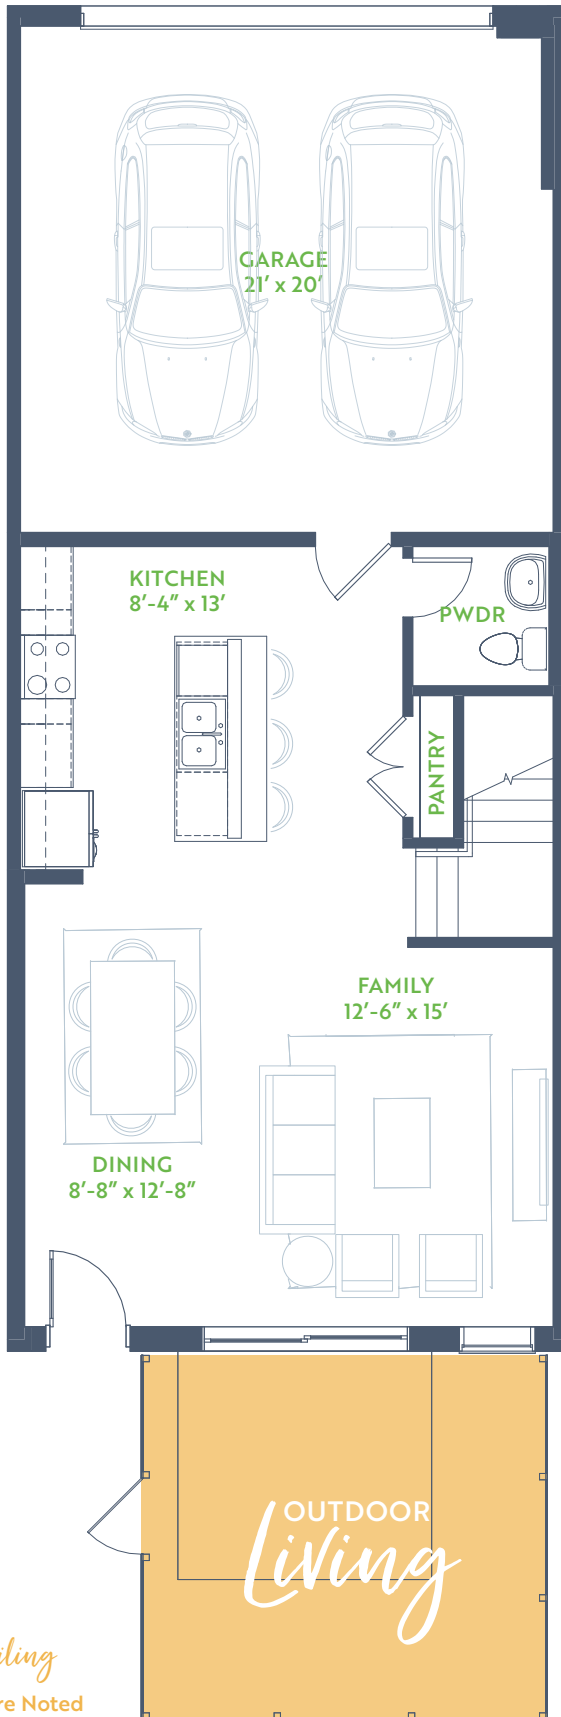 GARAGE
21′ x 20′
KITCHEN
8′-4″ x 13′
PWDR
PANTRY
FAMILY
12′-6″ x 15′
DINING
8′-8″ x 12′-8″
OUTDOOR
Living
Noted